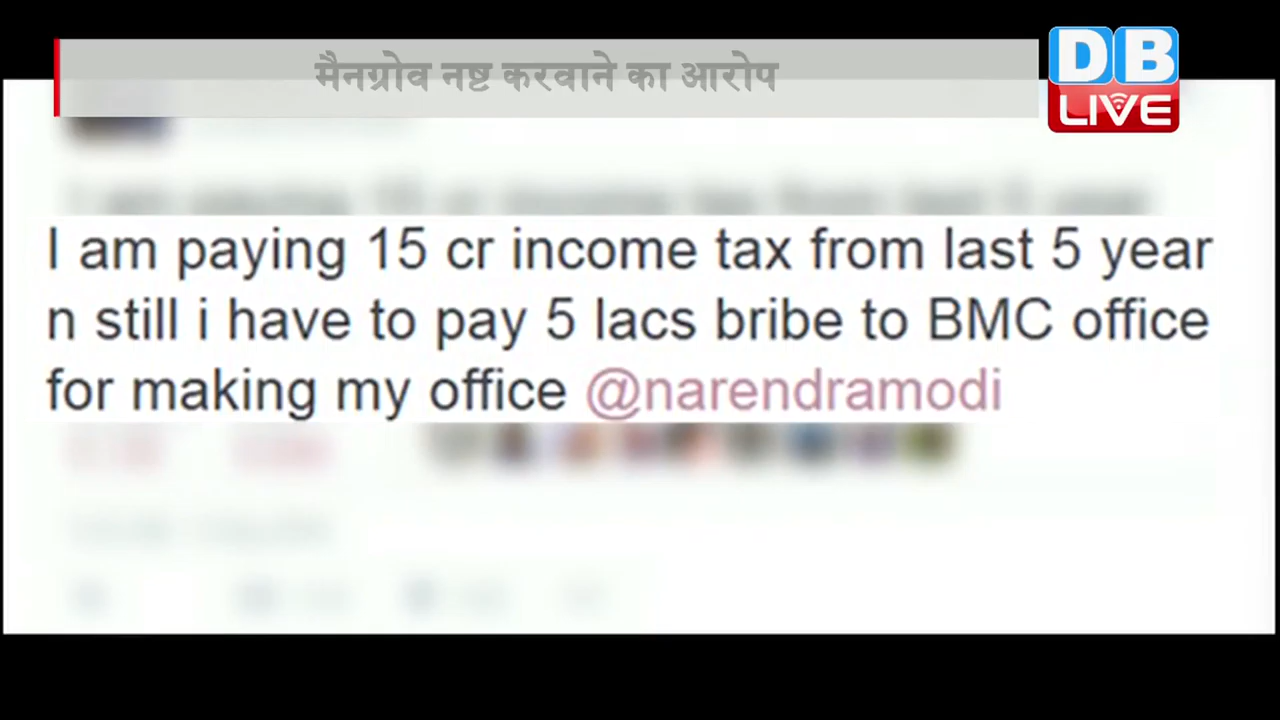 मैनग्रोव नष्ट करवाने का आरोप
DB
LIVE
I am paying 15 cr income tax from last 5 year
n still i have to pay 5 lacs bribe to BMC office
for making my office @narendramodi